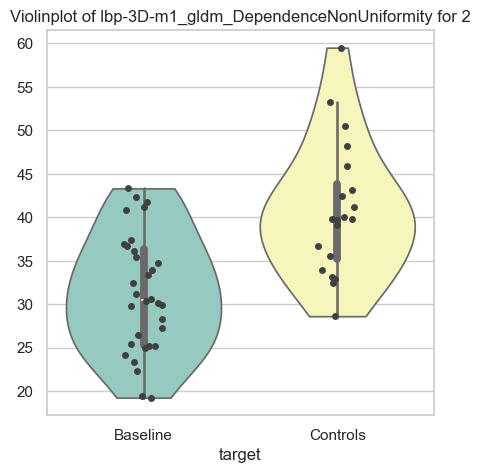 Violinplot of lbp-3D-m1_gldm_DependenceNonUniformity for 2
60
55
50
45
40
35
30
25
20
Baseline
Controls
target